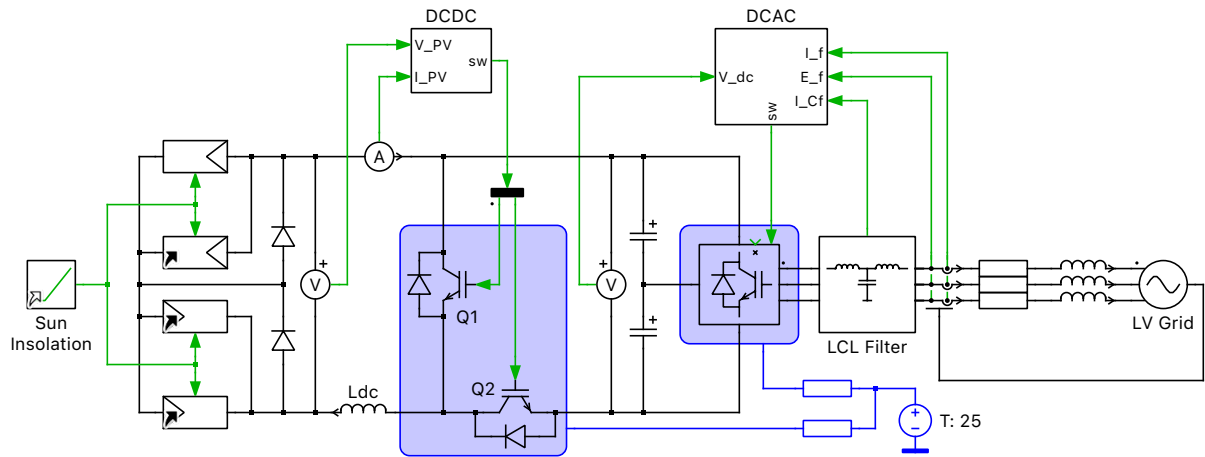 DCDC
DCAC
V_PV
I_PV
sw
V_dc
I_f
E_f
I_Cf
sw
A
+
V
+
V
+
+
Sun
Insolation
Q1
Q2
Ldc
LCL Filter
LV Grid
+
−
T: 25